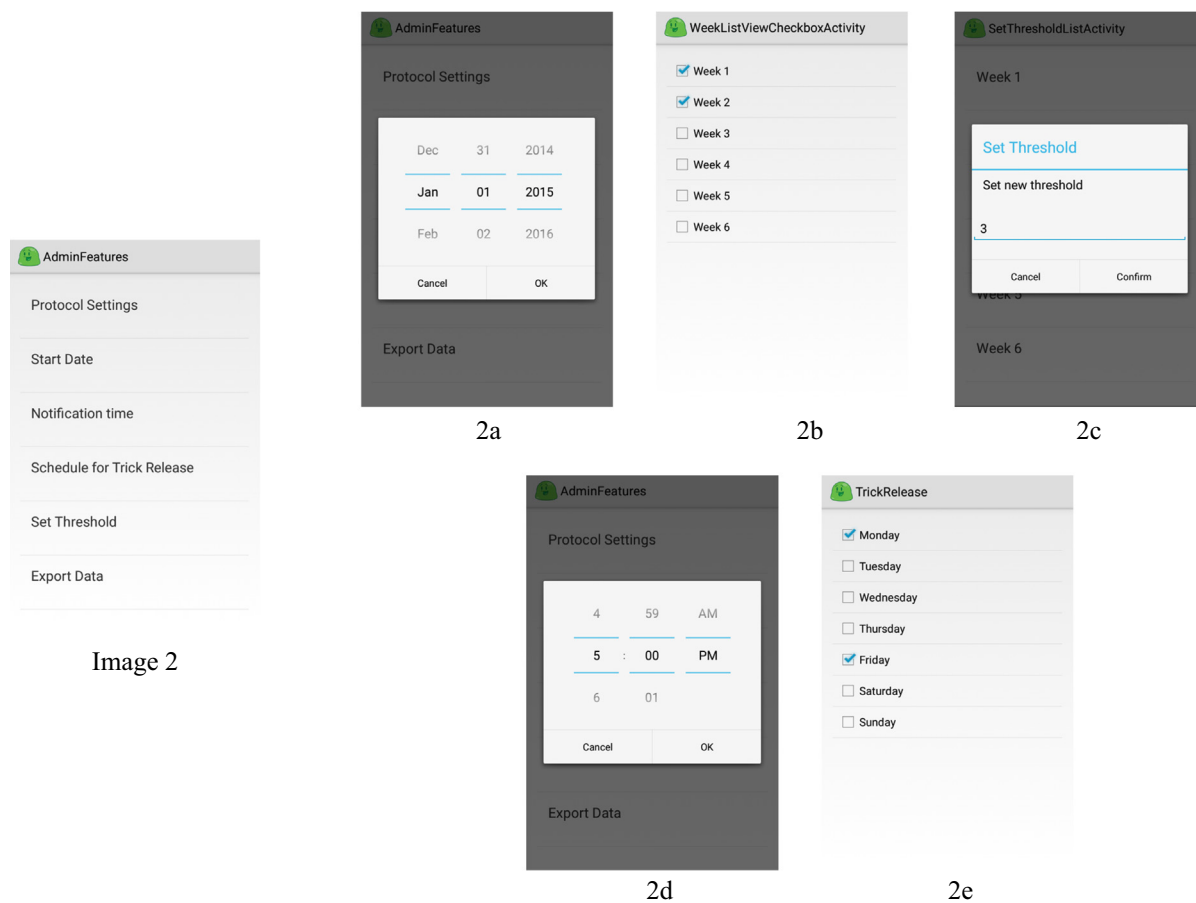 AdminFeatures
Protocol Settings
Start Date
Notification time
Schedule for Trick Release
Set Threshold
Export Data
Image 2
AdminFeatures
Protocol Settings
Dec 31 2014
Jan 01 2015
Feb 02 2016
Cancel OK
Export Data
2a
WeekListViewCheckboxActivity
Week 1
Week 2
Week 3
Week 4
Week 5
Week 6
2b
SetThresholdListActivity
Week 1
Set Threshold
Set new threshold
3
Cancel Confirm
Week 5
Week 6
2c
AdminFeatures
Protocol Settings
4 59 AM
5 : 00 PM
6 01
Cancel OK
Export Data
2d
TrickRelease
Monday
Tuesday
Wednesday
Thursday
Friday
Saturday
Sunday
2e